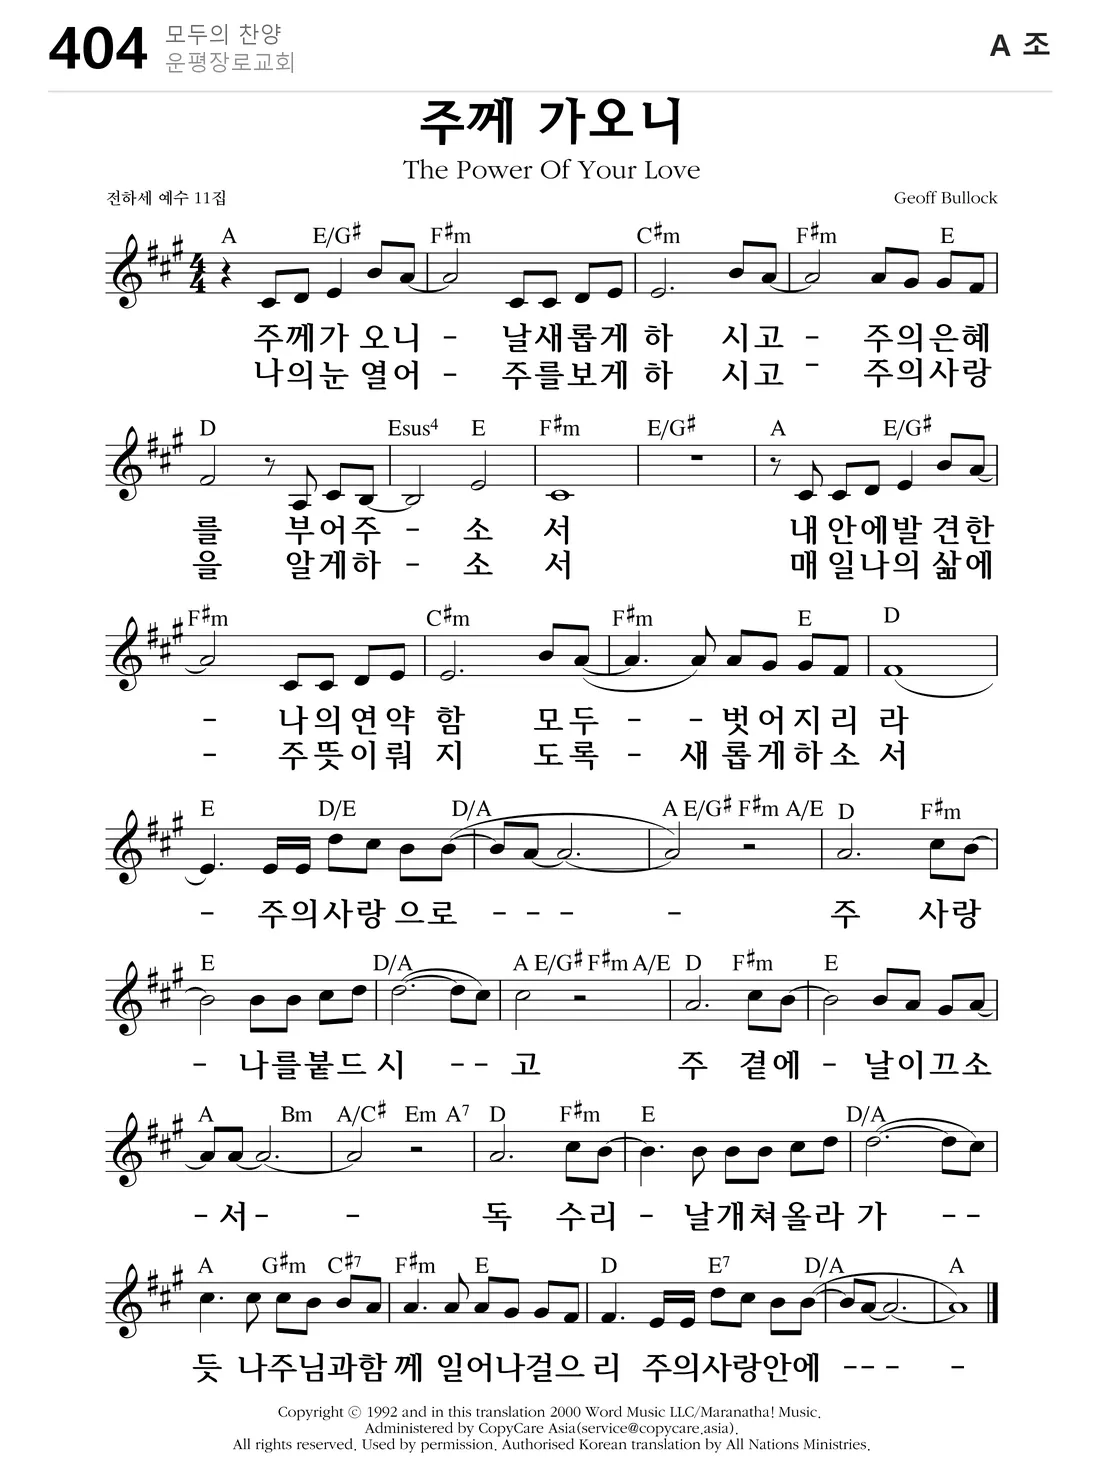 404 모두의 찬양
운평장로교회
A 조
주께 가오니
The Power Of Your Love
전하세 예수 11집
Geoff Bullock
A E/G♯ F♯m C♯m F♯m E
4/4
주께가 오니 - 날새롭게 하 시고 - 주의은혜
나의눈 열어 - 주를보게 하 시고 - 주의사랑
D Esus4 E F♯m E/G♯ A E/G♯
를 부어주 - 소 서 내 안에발 견한
을 알게하 - 소 서 매 일나의 삶에
F♯m C♯m F♯m E D
- 나의연약 함 모두 - - 벗어지리 라
- 주뜻이뤄 지 도록 - 새 롭게하소 서
E D/E D/A A E/G♯ F♯m A/E D F♯m
- 주의사랑 으로 - - - - 주 사랑
E D/A A E/G♯ F♯m A/E D F♯m E
- 나를붙드 시 - - 고 주 곁에 - 날이끄소
A Bm A/C♯ Em A7 D F♯m E D/A
- 서 - - 독 수리 - 날개쳐올라 가 - -
A G♯m C♯7 F♯m E D E7 D/A A
듯 나주님과함 께 일어나걸으 리 주의사랑안에 - - - -
Copyright ⓒ 1992 and in this translation 2000 Word Music LLC/Maranatha! Music.
Administered by CopyCare Asia(service@copycare.asia).
All rights reserved. Used by permission. Authorised Korean translation by All Nations Ministries.